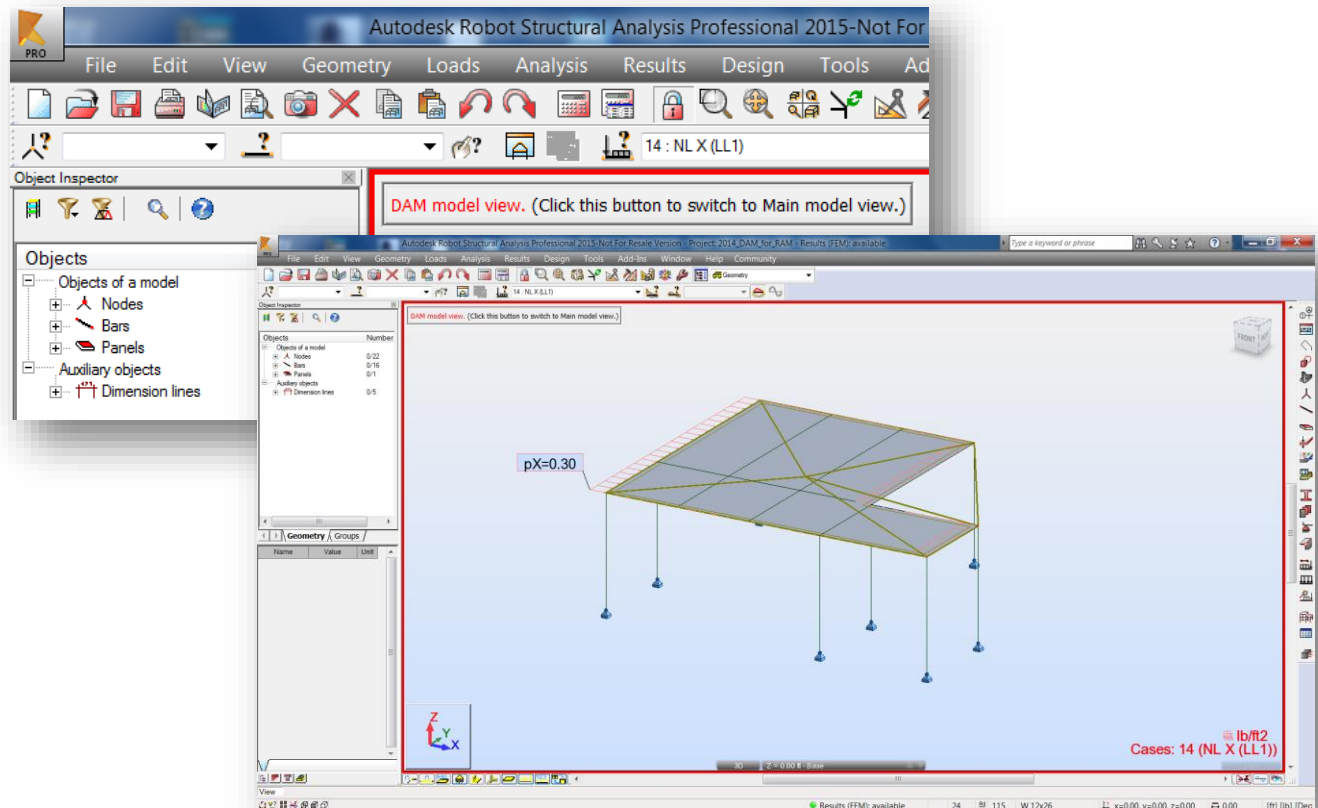 Autodesk Robot Structural Analysis Professional 2015-Not For
PRO
File Edit View Geometry Loads Analysis Results Design Tools Ad
14 : NL X (LL1)
Object Inspector
DAM model view. (Click this button to switch to Main model view.)
Objects
Objects of a model
Nodes
Bars
Panels
Auxiliary objects
Dimension lines
Autodesk Robot Structural Analysis Professional 2015-Not For Resale Version - Project: 2014_DAM_for_RAM - Results (FEM): available
Type a keyword or phrase
PRO
File Edit View Geometry Loads Analysis Results Design Tools Add-Ins Window Help Community
Geometry
14 : NL X (LL1)
Object Inspector
DAM model view. (Click this button to switch to Main model view.)
Objects Number
Objects of a model
Nodes 0/22
Bars 0/16
Panels 0/1
Auxiliary objects
Dimension lines 0/5
FRONT
pX=0.30
Geometry Groups
Name Value Unit
Z
Y
X
lb/ft2
Cases: 14 (NL X (LL1))
3D Z = 0.00 ft - Base
View
Results (FEM): available 24 115 W 12x26 x=0.00, y=0.00, z=0.00 0.00 [ft] [lb] [Deg